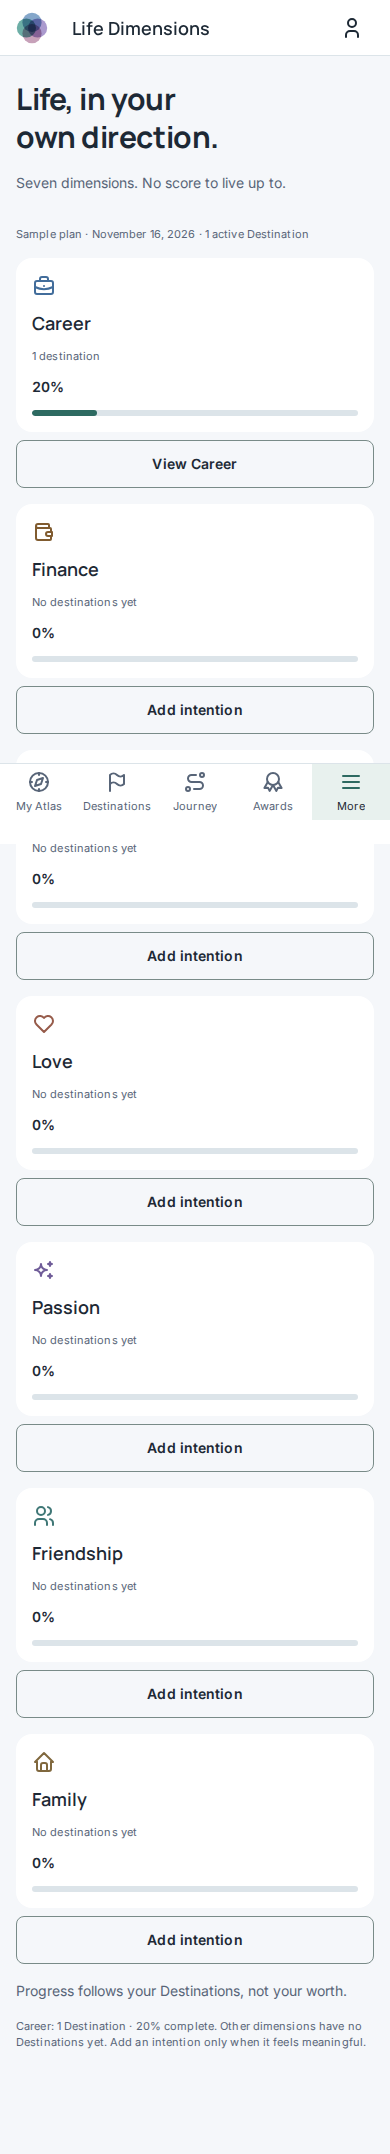 Life Dimensions
Life, in your
own direction.
Seven dimensions. No score to live up to.
Sample plan · November 16, 2026 · 1 active Destination
Career
1 destination
20%
View Career
Finance
No destinations yet
0%
Add intention
My Atlas
Destinations
Journey
Awards
More
No destinations yet
0%
Add intention
Love
No destinations yet
0%
Add intention
Passion
No destinations yet
0%
Add intention
Friendship
No destinations yet
0%
Add intention
Family
No destinations yet
0%
Add intention
Progress follows your Destinations, not your worth.
Career: 1 Destination · 20% complete. Other dimensions have no
Destinations yet. Add an intention only when it feels meaningful.